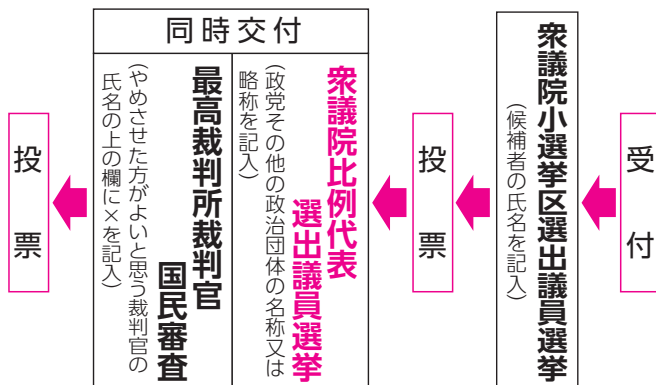 受付
衆議院小選挙区選出議員選挙
(候補者の氏名を記入)
投票
同時交付
衆議院比例代表
選出議員選挙
(政党その他の政治団体の名称又は
略称を記入)
最高裁判所裁判官
国民審査
(やめさせた方がよいと思う裁判官の
氏名の上の欄に×を記入)
投票